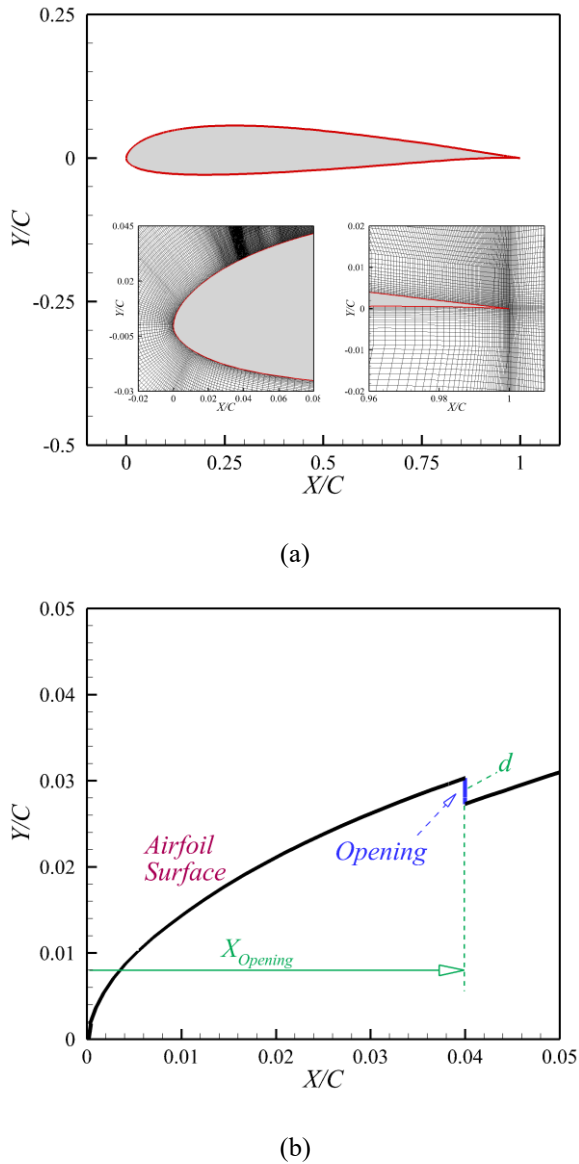 0.25
0
-0.25
-0.5
Y/C
0.045
0.02
-0.005
-0.03
Y/C
-0.02 0 0.02 0.04 0.06 0.08
X/C
0.02
0.01
0
-0.01
-0.02
Y/C
0.96 0.98 1
X/C
0 0.25 0.5 0.75 1
X/C
(a)
0.05
0.04
0.03
0.02
0.01
0
Y/C
d
Opening
Airfoil
Surface
X_Opening
0 0.01 0.02 0.03 0.04 0.05
X/C
(b)